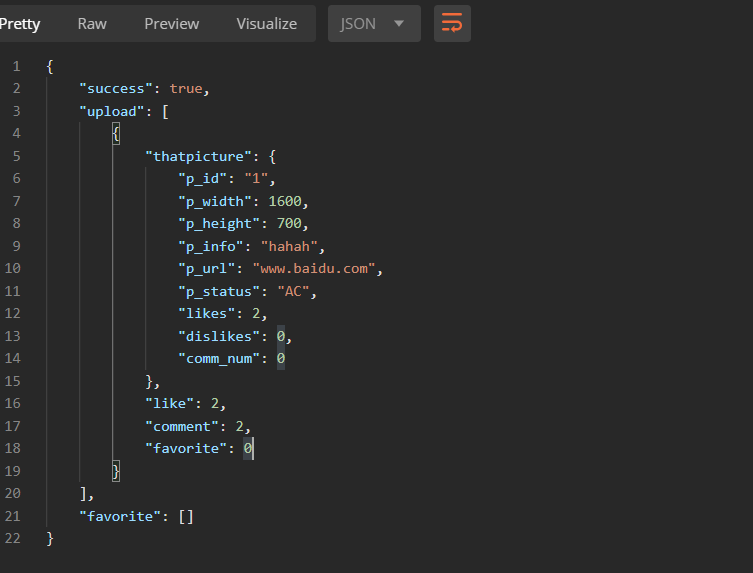 Pretty Raw Preview Visualize JSON
1 {
2 "success": true,
3 "upload": [
4 {
5 "thatpicture": {
6 "p_id": "1",
7 "p_width": 1600,
8 "p_height": 700,
9 "p_info": "hahah",
10 "p_url": "www.baidu.com",
11 "p_status": "AC",
12 "likes": 2,
13 "dislikes": 0,
14 "comm_num": 0
15 },
16 "like": 2,
17 "comment": 2,
18 "favorite": 0
19 }
20 ],
21 "favorite": []
22 }